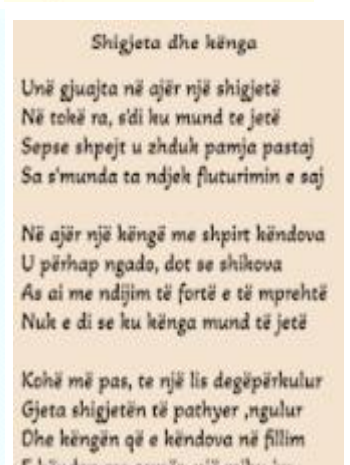 Shigjeta dhe kënga
Unë gjuajta në ajër një shigjetë
Në tokë ra, s'di ku mund te jetë
Sepse shpejt u zhduk pamja pastaj
Sa s'munda ta ndjek fluturimin e saj
Në ajër një këngë me shpirt këndova
U përhap ngado, dot se shikova
As ai me ndijim të fortë e të mprehtë
Nuk e di se ku kënga mund të jetë
Kohë më pas, te një lis degëpërkulur
Gjeta shigjetën të pathyer ,ngulur
Dhe këngën që e këndova në fillim